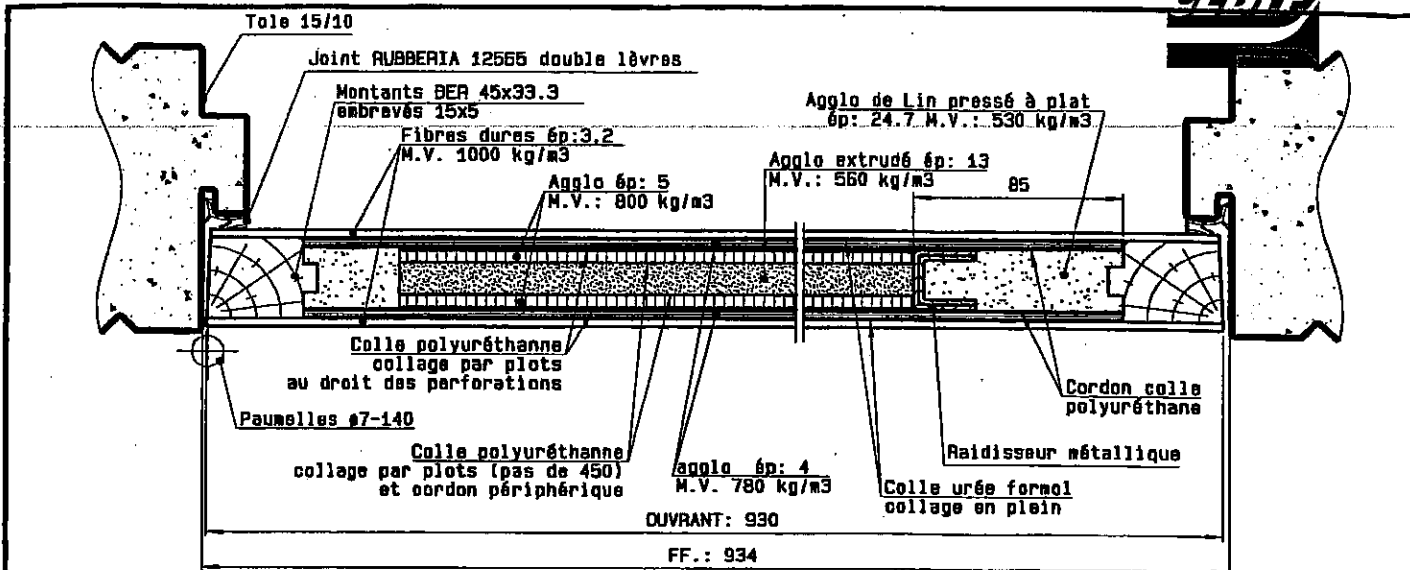 Tole 15/10
Joint RUBBERIA 12565 double lèvres
Montants BER 45x33.3
embrevés 15x5
Fibres dures ép:3.2
M.V. 1000 kg/m3
Agglo ép: 5
M.V.: 800 kg/m3
Agglo de Lin pressé à plat
ép: 24.7 M.V.: 530 kg/m3
Agglo extrudé ép: 13
M.V.: 560 kg/m3
85
Colle polyuréthanne
collage par plots
au droit des perforations
Cordon colle
polyuréthane
Paumelles ø7-140
Colle polyuréthanne
collage par plots (pas de 450)
et cordon périphérique
agglo ép: 4
M.V. 780 kg/m3
Raidisseur métallique
Colle urée formol
collage en plein
OUVRANT: 930
FF.: 934